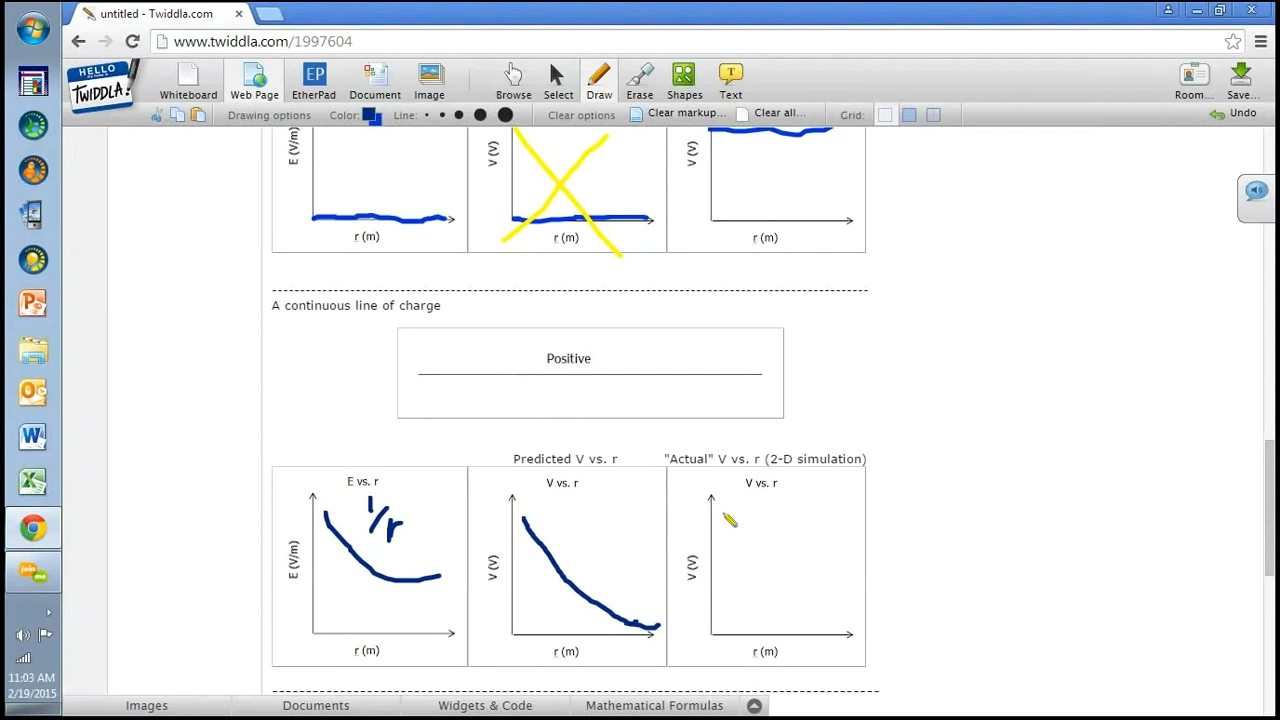 untitled - Twiddla.com
www.twiddla.com/1997604
HELLO
TWIDDLA!
Whiteboard
Web Page
EP
EtherPad
Document
Image
Browse
Select
Draw
Erase
Shapes
T
Text
Room...
Save...
Drawing options
Color:
Line:
Clear options
Clear markup...
Clear all...
Grid:
Undo
E (V/m)
r (m)
V (V)
r (m)
V (V)
r (m)
A continuous line of charge
Positive
Predicted V vs. r
"Actual" V vs. r (2-D simulation)
E vs. r
1/r
E (V/m)
r (m)
V vs. r
V (V)
r (m)
V vs. r
V (V)
r (m)
Images
Documents
Widgets & Code
Mathematical Formulas
join
me
11:03 AM
2/19/2015